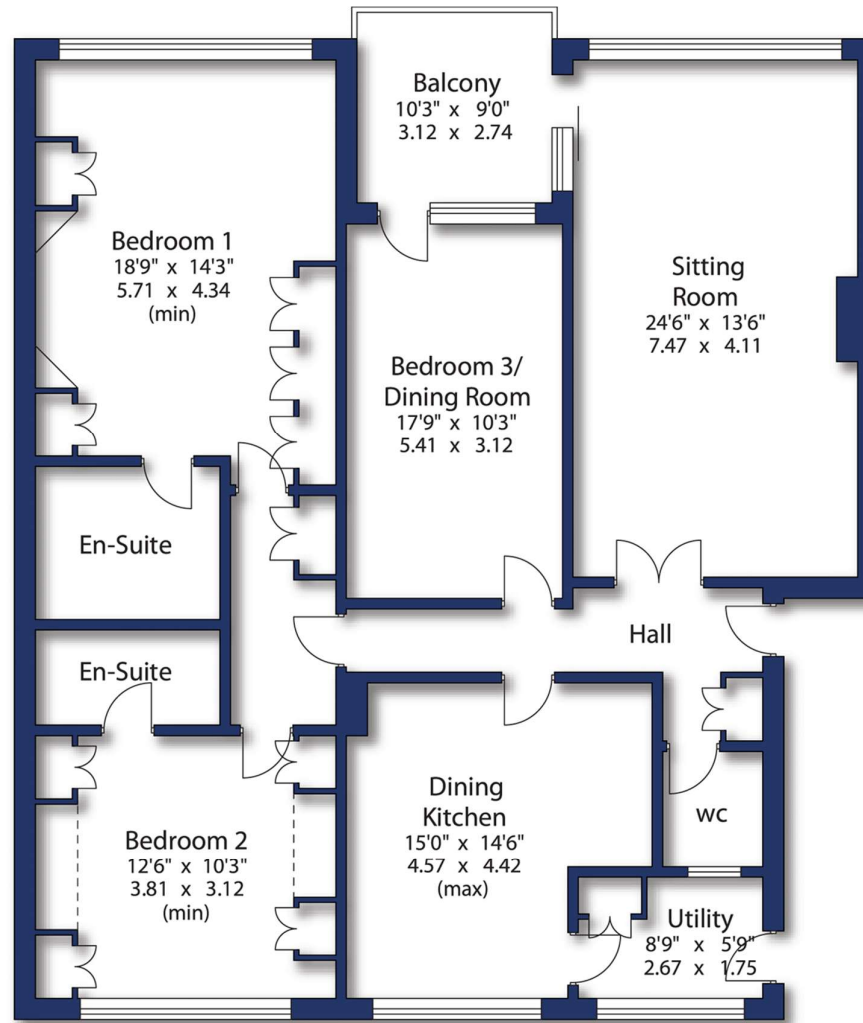 Balcony
10'3" x 9'0"
3.12 x 2.74
Bedroom 1
18'9" x 14'3"
5.71 x 4.34
(min)
Sitting
Room
24'6" x 13'6"
7.47 x 4.11
Bedroom 3/
Dining Room
17'9" x 10'3"
5.41 x 3.12
En-Suite
Hall
En-Suite
Dining
Kitchen
15'0" x 14'6"
4.57 x 4.42
(max)
wc
Bedroom 2
12'6" x 10'3"
3.81 x 3.12
(min)
Utility
8'9" x 5'9"
2.67 x 1.75